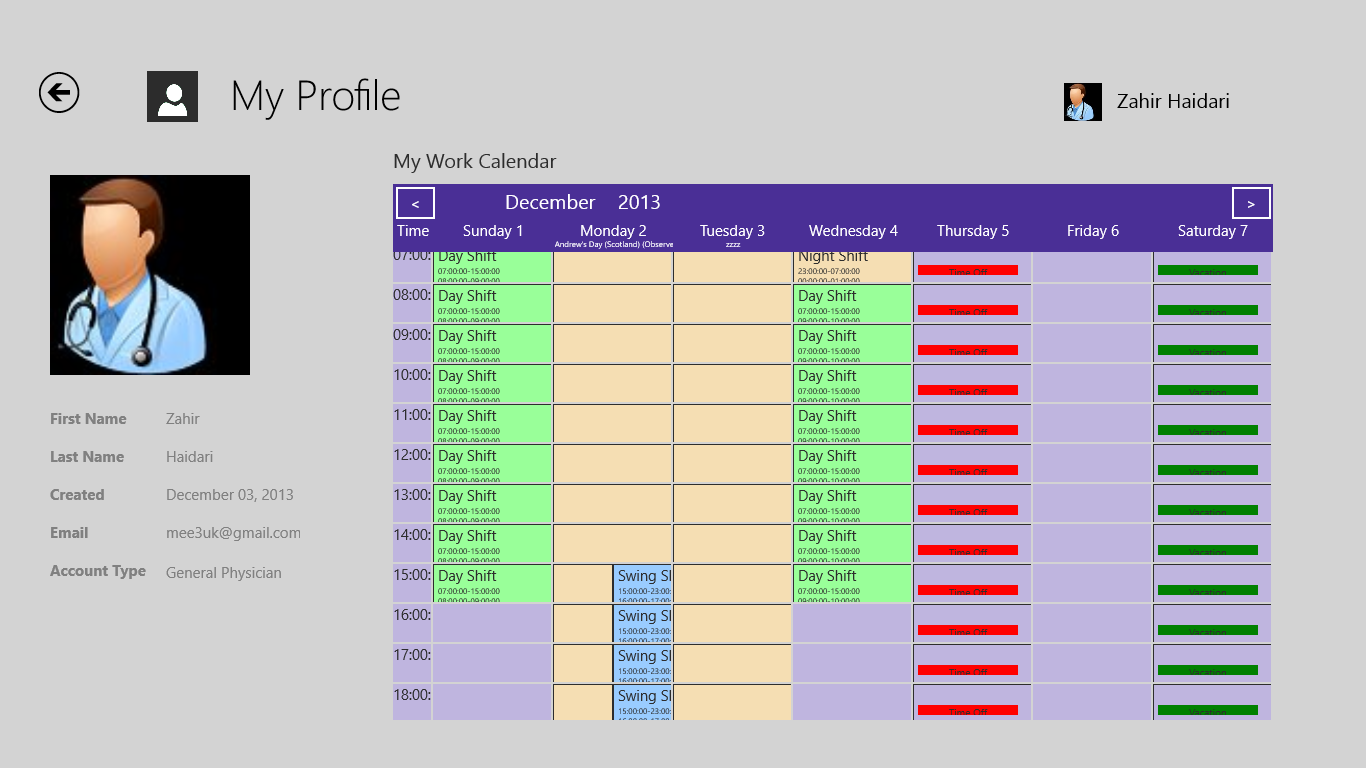 My Profile
Zahir Haidari
My Work Calendar
< December 2013 >
Time Sunday 1 Monday 2 Tuesday 3 Wednesday 4 Thursday 5 Friday 6 Saturday 7
Andrew's Day (Scotland) (Observe zzzz
07:00: Day Shift Night Shift
07:00:00-15:00:00 23:00:00-07:00:00 Time Off Vacation
08:00:00-09:00:00 00:00:00-01:00:00
08:00: Day Shift Day Shift
07:00:00-15:00:00 07:00:00-15:00:00 Time Off Vacation
08:00:00-09:00:00 09:00:00-10:00:00
09:00: Day Shift Day Shift
07:00:00-15:00:00 07:00:00-15:00:00 Time Off Vacation
08:00:00-09:00:00 09:00:00-10:00:00
10:00: Day Shift Day Shift
07:00:00-15:00:00 07:00:00-15:00:00 Time Off Vacation
08:00:00-09:00:00 09:00:00-10:00:00
11:00: Day Shift Day Shift
07:00:00-15:00:00 07:00:00-15:00:00 Time Off Vacation
08:00:00-09:00:00 09:00:00-10:00:00
12:00: Day Shift Day Shift
07:00:00-15:00:00 07:00:00-15:00:00 Time Off Vacation
08:00:00-09:00:00 09:00:00-10:00:00
13:00: Day Shift Day Shift
07:00:00-15:00:00 07:00:00-15:00:00 Time Off Vacation
08:00:00-09:00:00 09:00:00-10:00:00
14:00: Day Shift Day Shift
07:00:00-15:00:00 07:00:00-15:00:00 Time Off Vacation
08:00:00-09:00:00 09:00:00-10:00:00
15:00: Day Shift Swing Sl Day Shift
07:00:00-15:00:00 15:00:00-23:00: 07:00:00-15:00:00 Time Off Vacation
08:00:00-09:00:00 16:00:00-17:00: 09:00:00-10:00:00
16:00: Swing Sl
15:00:00-23:00: Time Off Vacation
16:00:00-17:00:
17:00: Swing Sl
15:00:00-23:00: Time Off Vacation
16:00:00-17:00:
18:00: Swing Sl
15:00:00-23:00: Time Off Vacation
16:00:00-17:00:
First Name Zahir
Last Name Haidari
Created December 03, 2013
Email mee3uk@gmail.com
Account Type General Physician